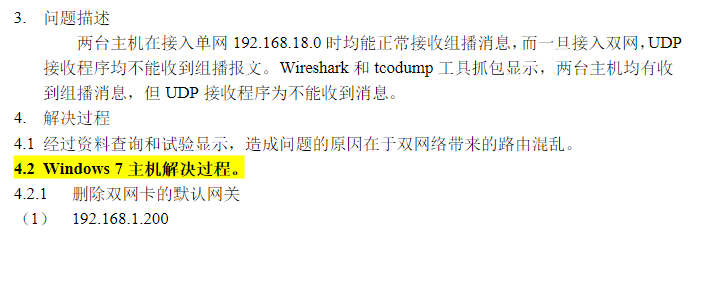 3. 问题描述
两台主机在接入单网 192.168.18.0 时均能正常接收组播消息，而一旦接入双网，UDP
接收程序均不能收到组播报文。Wireshark 和 tcodump 工具抓包显示，两台主机均有收
到组播消息，但 UDP 接收程序为不能收到消息。
4. 解决过程
4.1 经过资料查询和试验显示，造成问题的原因在于双网络带来的路由混乱。
4.2 Windows 7 主机解决过程。
4.2.1 删除双网卡的默认网关
（1） 192.168.1.200